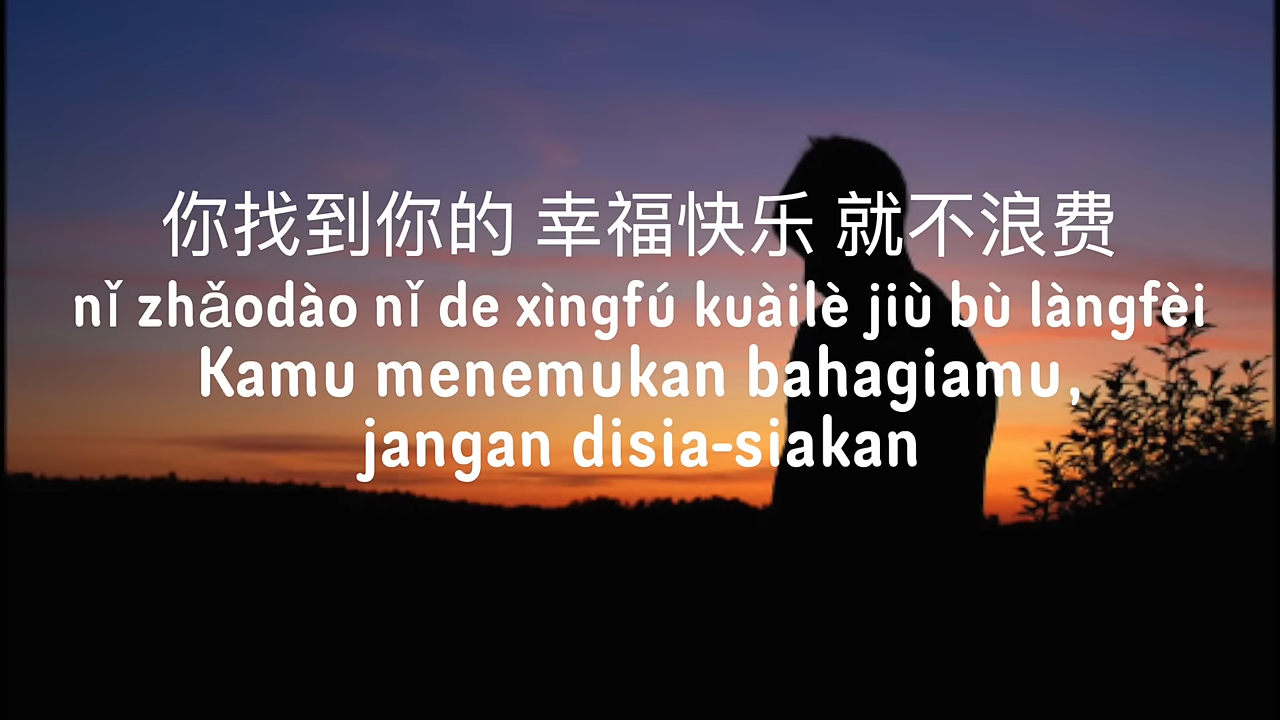 你找到你的 幸福快乐 就不浪费
nǐ zhǎodào nǐ de xìngfú kuàilè jiù bù làngfèi
Kamu menemukan bahagiamu,
jangan disia-siakan